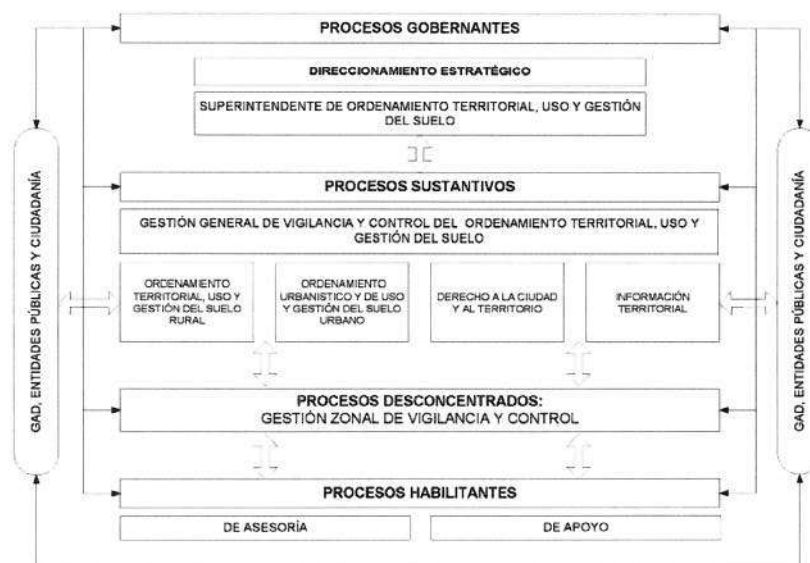 PROCESOS GOBERNANTES
DIRECCIONAMIENTO ESTRATÉGICO
SUPERINTENDENTE DE ORDENAMIENTO TERRITORIAL, USO Y GESTIÓN
DEL SUELO
PROCESOS SUSTANTIVOS
GESTIÓN GENERAL DE VIGILANCIA Y CONTROL DEL ORDENAMIENTO TERRITORIAL, USO Y
GESTIÓN DEL SUELO
ORDENAMIENTO
TERRITORIAL, USO Y
GESTIÓN DEL SUELO
RURAL
ORDENAMIENTO
URBANISTICO Y DE USO
Y GESTIÓN DEL SUELO
URBANO
DERECHO A LA CIUDAD
Y AL TERRITORIO
INFORMACIÓN
TERRITORIAL
PROCESOS DESCONCENTRADOS:
GESTIÓN ZONAL DE VIGILANCIA Y CONTROL
PROCESOS HABILITANTES
DE ASESORÍA
DE APOYO
GAD, ENTIDADES PÚBLICAS Y CIUDADANÍA
GAD, ENTIDADES PÚBLICAS Y CIUDADANÍA